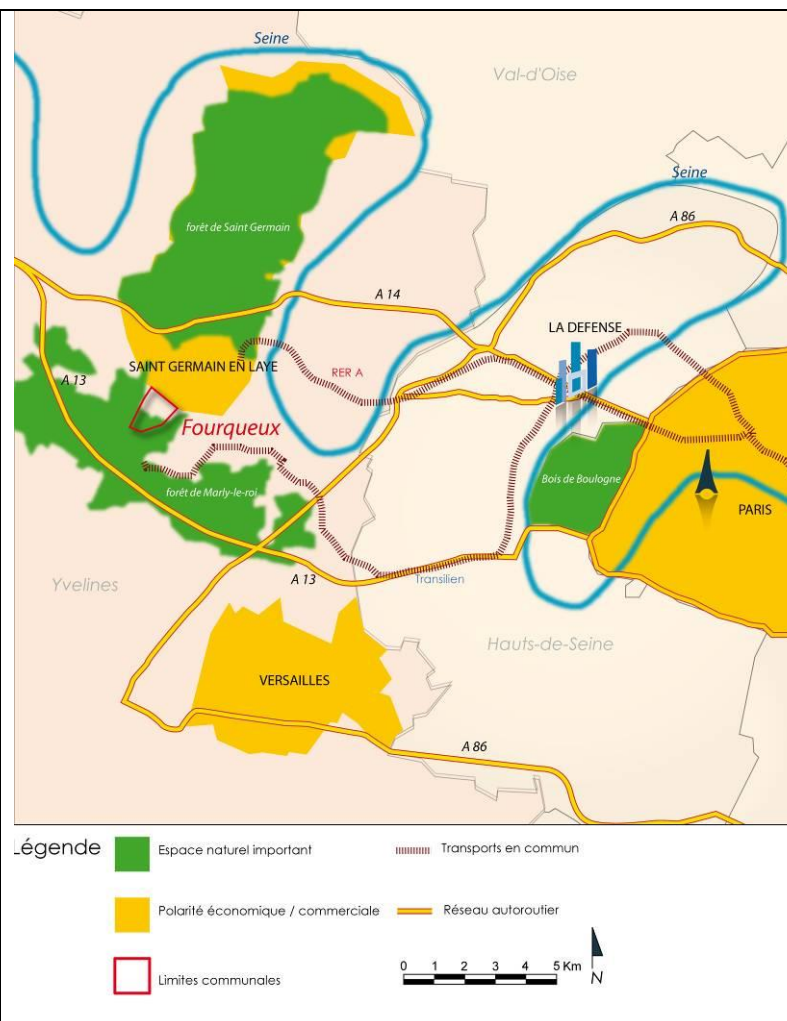 Seine
Val-d'Oise
Seine
A 86
forêt de Saint Germain
A 14
LA DEFENSE
SAINT GERMAIN EN LAYE
RER A
A 13
Fourqueux
Bois de Boulogne
forêt de Marly-le-roi
PARIS
A 13
Transilien
Yvelines
Hauts-de-Seine
VERSAILLES
A 86
Légende
Espace naturel important
Transports en commun
Polarité économique / commerciale
Réseau autoroutier
Limites communales
0 1 2 3 4 5 Km
N